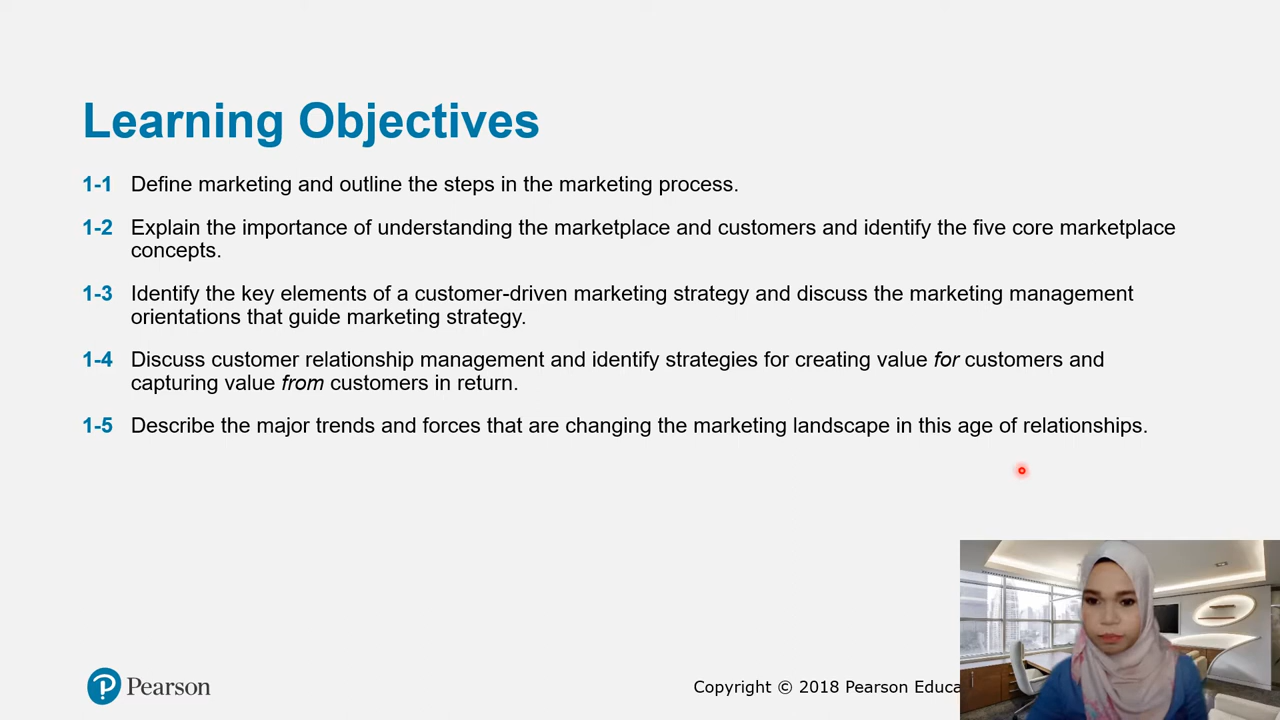 Learning Objectives
1-1 Define marketing and outline the steps in the marketing process.
1-2 Explain the importance of understanding the marketplace and customers and identify the five core marketplace
concepts.
1-3 Identify the key elements of a customer-driven marketing strategy and discuss the marketing management
orientations that guide marketing strategy.
1-4 Discuss customer relationship management and identify strategies for creating value for customers and
capturing value from customers in return.
1-5 Describe the major trends and forces that are changing the marketing landscape in this age of relationships.
Pearson
Copyright © 2018 Pearson